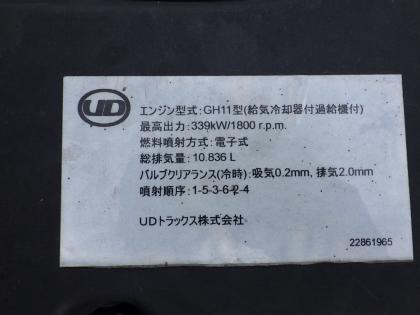 UD
エンジン型式:GH11型(給気冷却器付過給機付)
最高出力:339kW/1800 r.p.m.
燃料噴射方式:電子式
総排気量:10.836 L
バルブクリアランス(冷時):吸気0.2mm, 排気2.0mm
噴射順序:1-5-3-6-2-4
UDトラックス株式会社
22861965